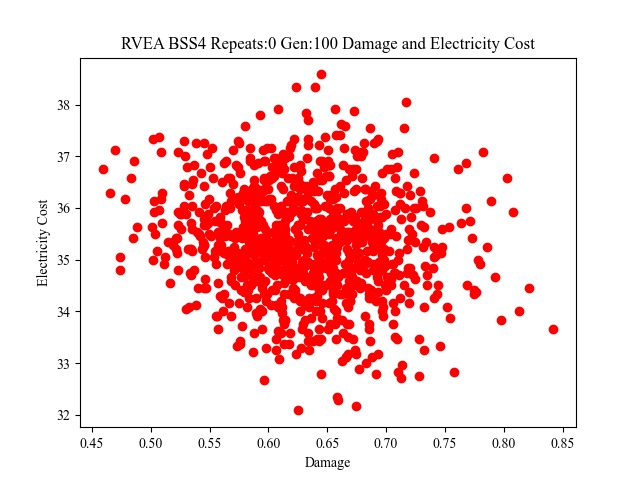 RVEA BSS4 Repeats:0 Gen:100 Damage and Electricity Cost
38
37
36
35
34
33
32
Electricity Cost
0.45 0.50 0.55 0.60 0.65 0.70 0.75 0.80 0.85
Damage